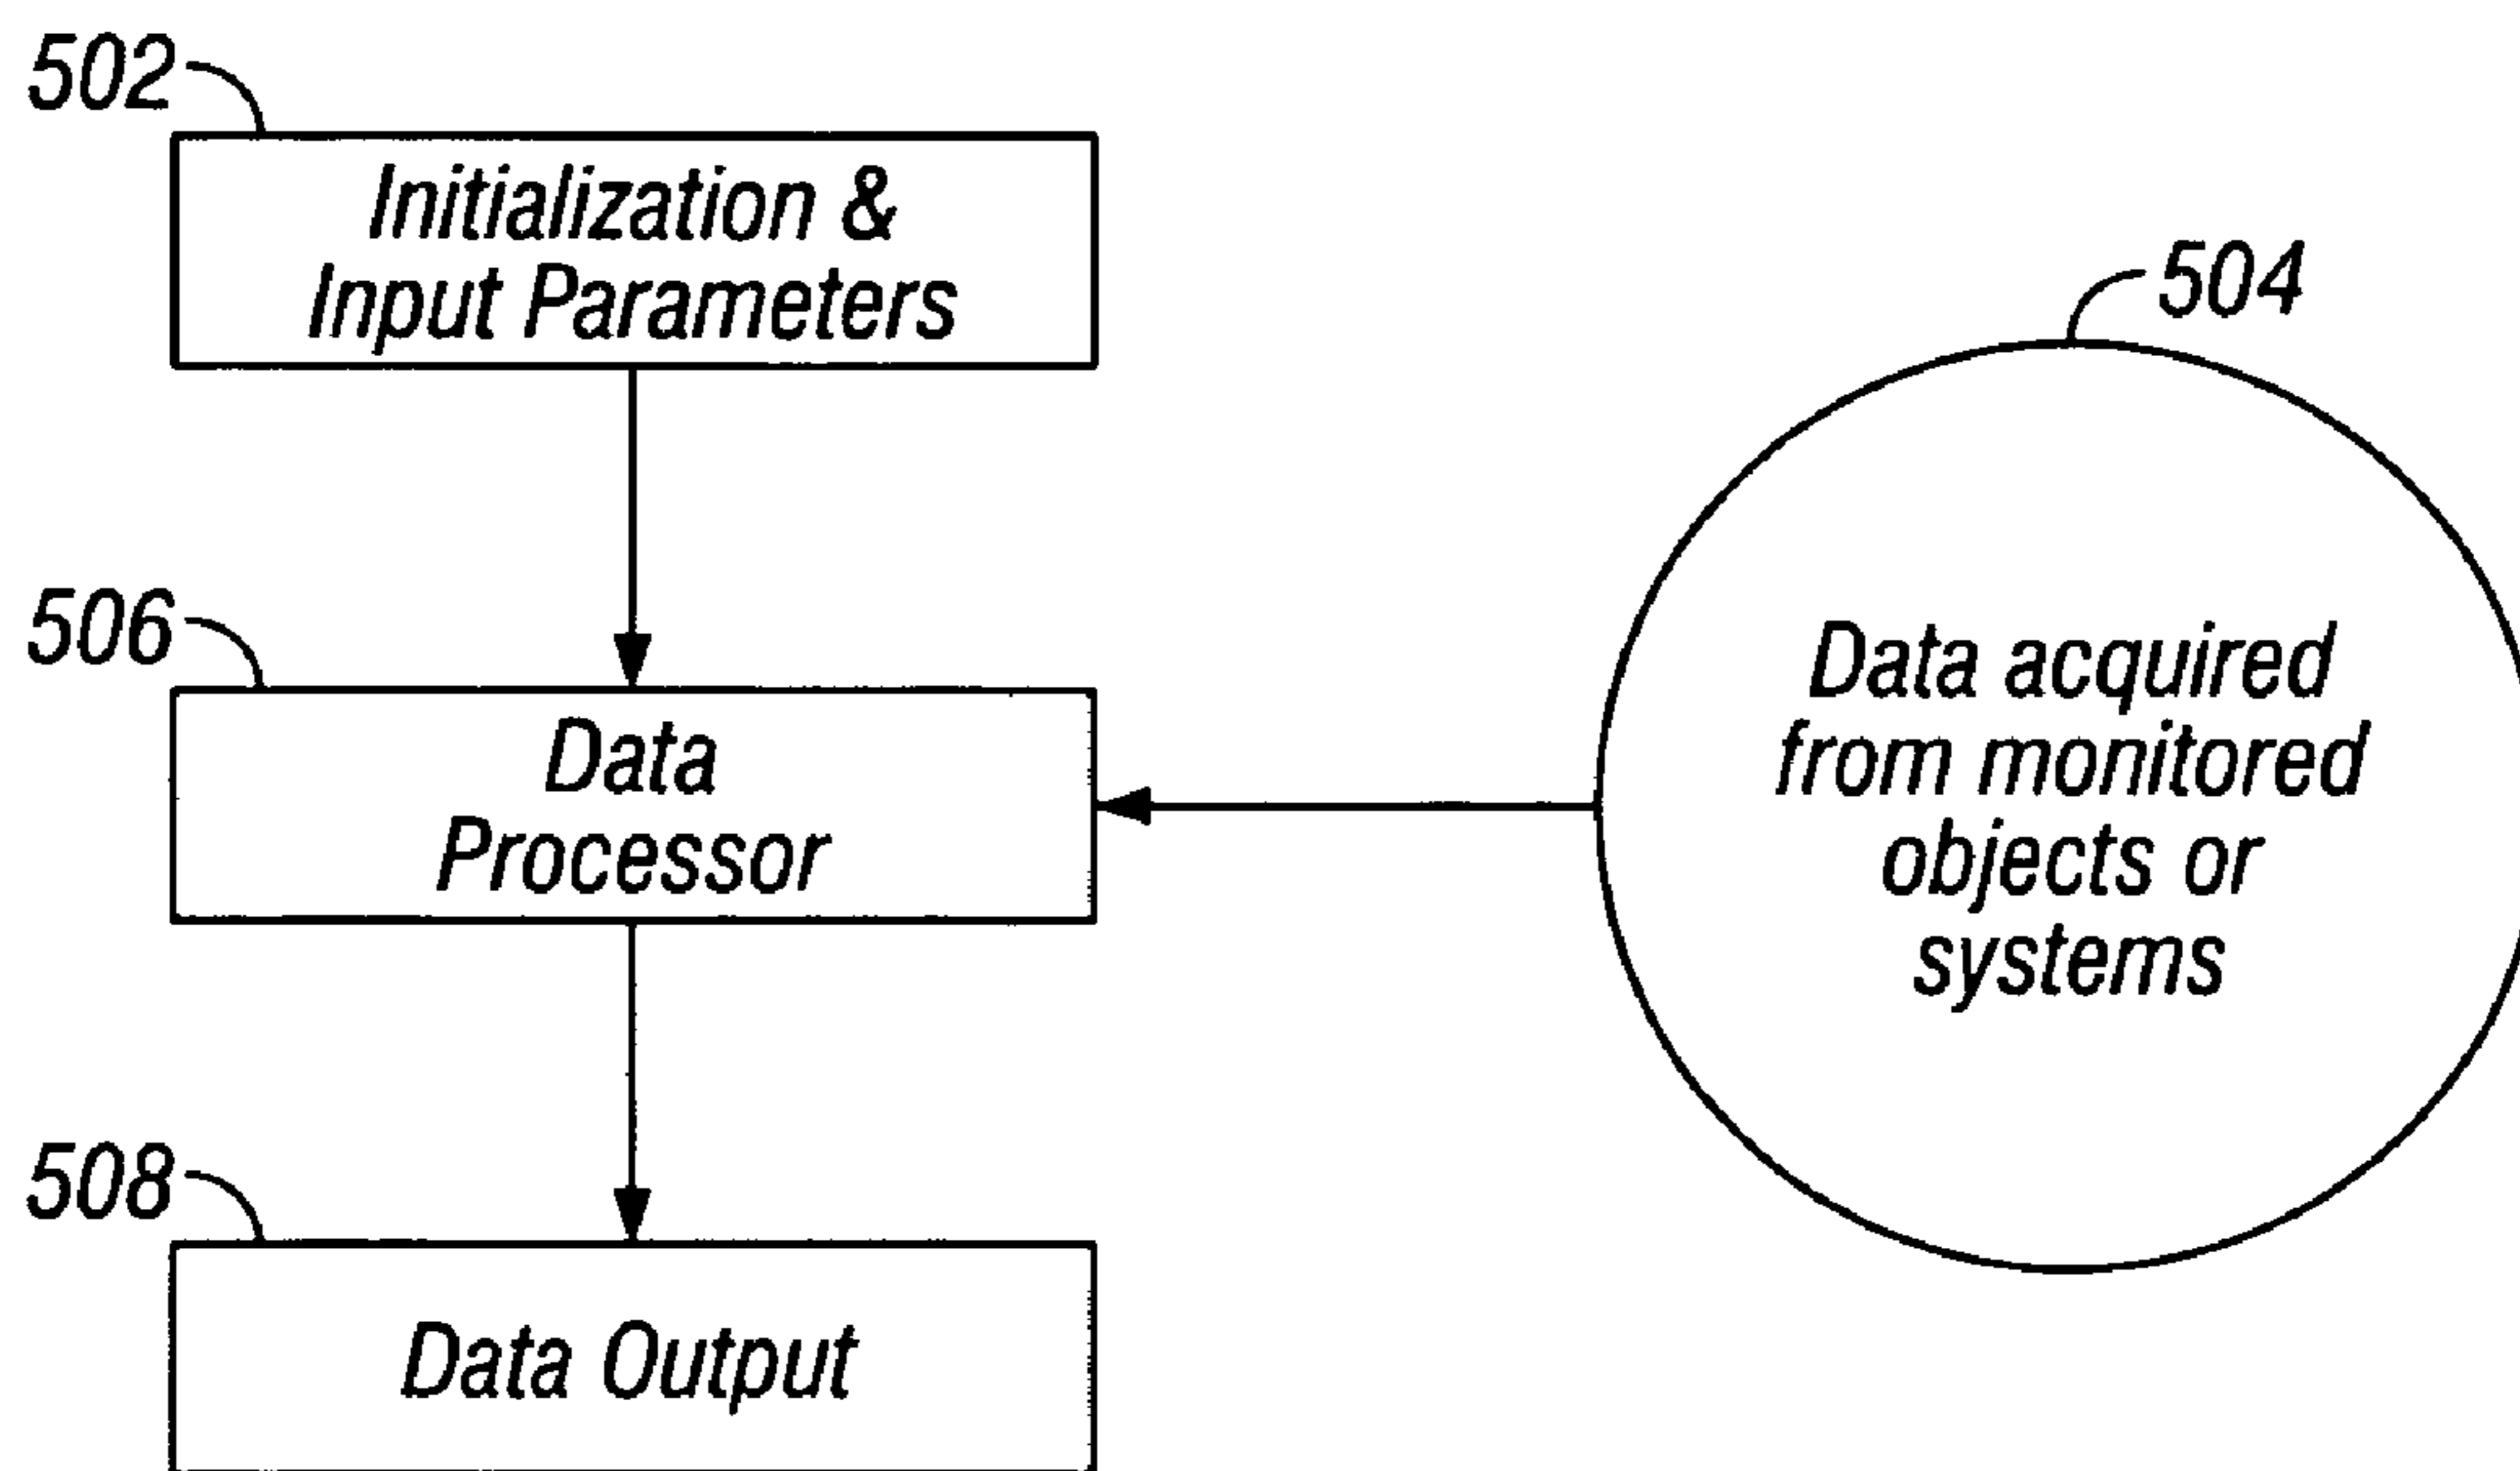 502
Initialization &
Input Parameters
504
506
Data
Processor
Data acquired
from monitored
objects or
systems
508
Data Output